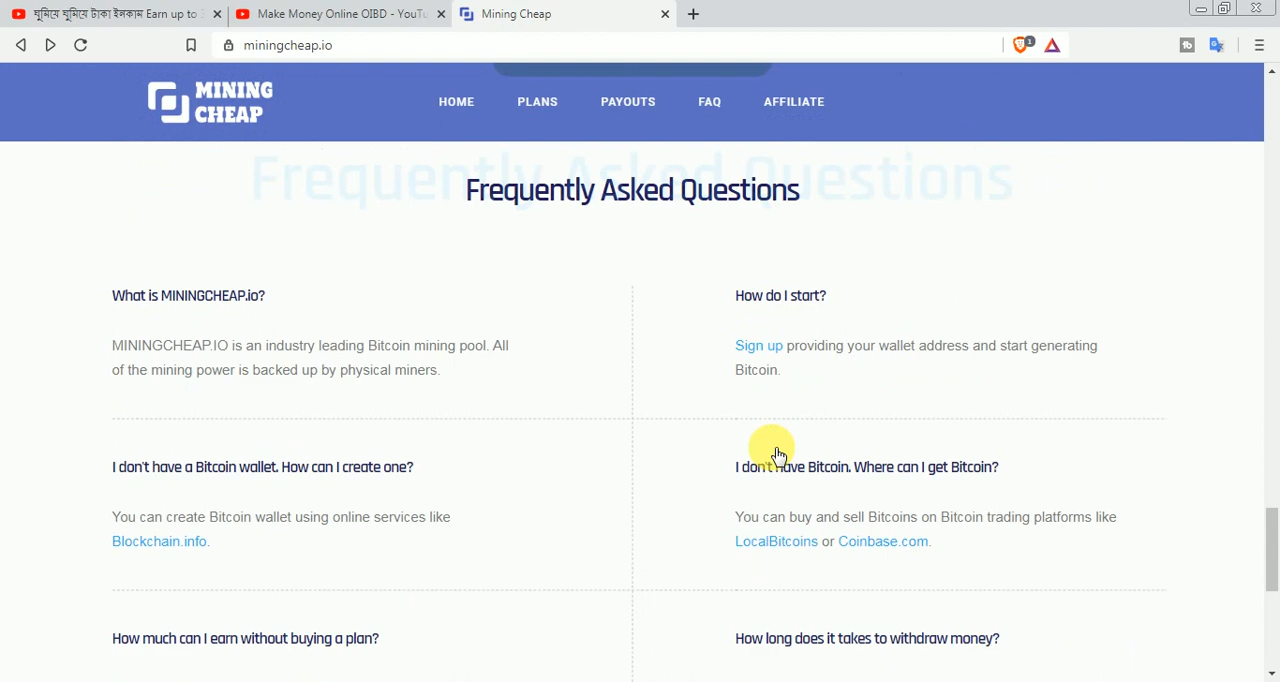 ঘুমিয়ে ঘুমিয়ে টাকা ইনকাম Earn up to
Make Money Online OIBD - YouTu
Mining Cheap
miningcheap.io
1
MINING
CHEAP
HOME
PLANS
PAYOUTS
FAQ
AFFILIATE
Frequently Asked Questions
Frequently Asked Questions
What is MININGCHEAP.io?
MININGCHEAP.IO is an industry leading Bitcoin mining pool. All
of the mining power is backed up by physical miners.
How do I start?
Sign up providing your wallet address and start generating
Bitcoin.
I don't have a Bitcoin wallet. How can I create one?
You can create Bitcoin wallet using online services like
Blockchain.info.
I don't have Bitcoin. Where can I get Bitcoin?
You can buy and sell Bitcoins on Bitcoin trading platforms like
LocalBitcoins or Coinbase.com.
How much can I earn without buying a plan?
How long does it takes to withdraw money?